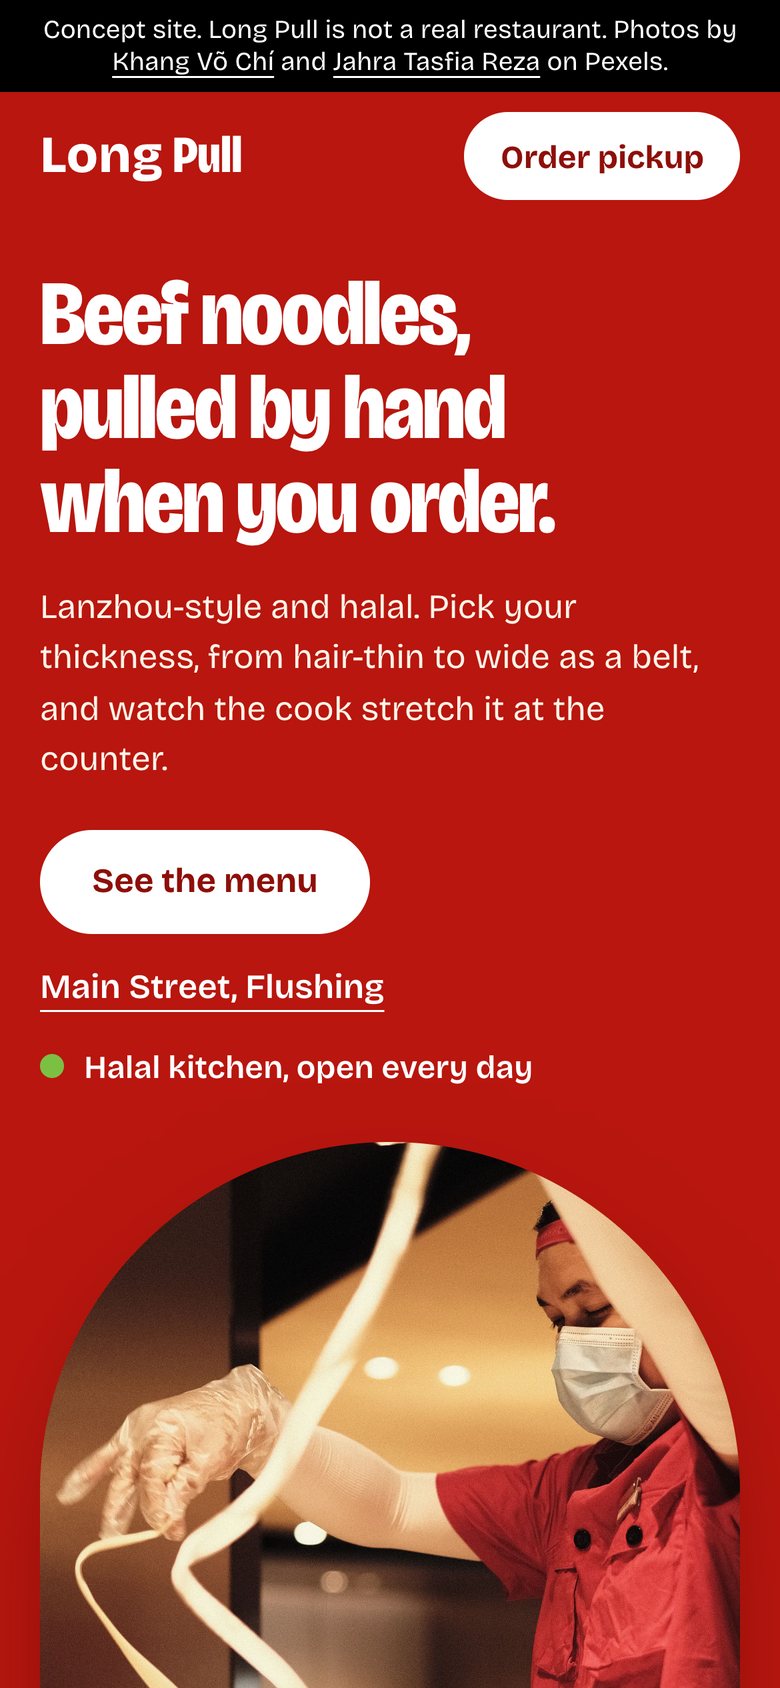 Concept site. Long Pull is not a real restaurant. Photos by
Khang Võ Chí and Jahra Tasfia Reza on Pexels.
Long Pull
Order pickup
Beef noodles,
pulled by hand
when you order.
Lanzhou-style and halal. Pick your
thickness, from hair-thin to wide as a belt,
and watch the cook stretch it at the
counter.
See the menu
Main Street, Flushing
Halal kitchen, open every day